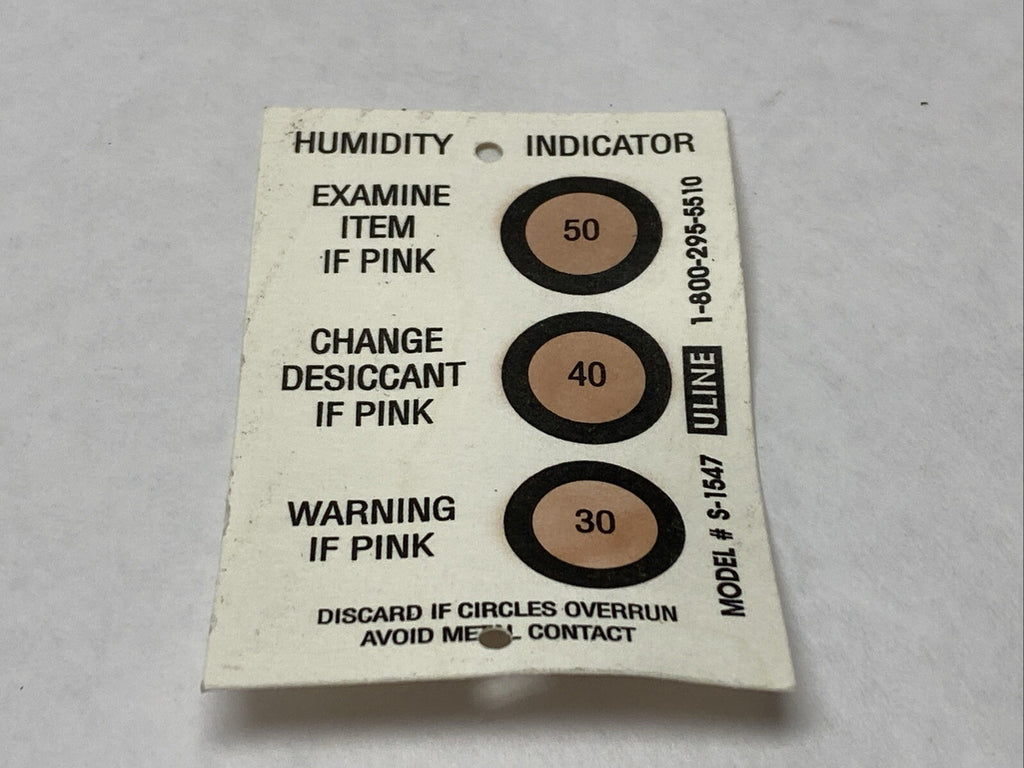 HUMIDITY INDICATOR
EXAMINE
ITEM
IF PINK
50
CHANGE
DESICCANT
IF PINK
40
WARNING
IF PINK
30
DISCARD IF CIRCLES OVERRUN
AVOID METAL CONTACT
MODEL # S-1547 ULINE 1-800-295-5510